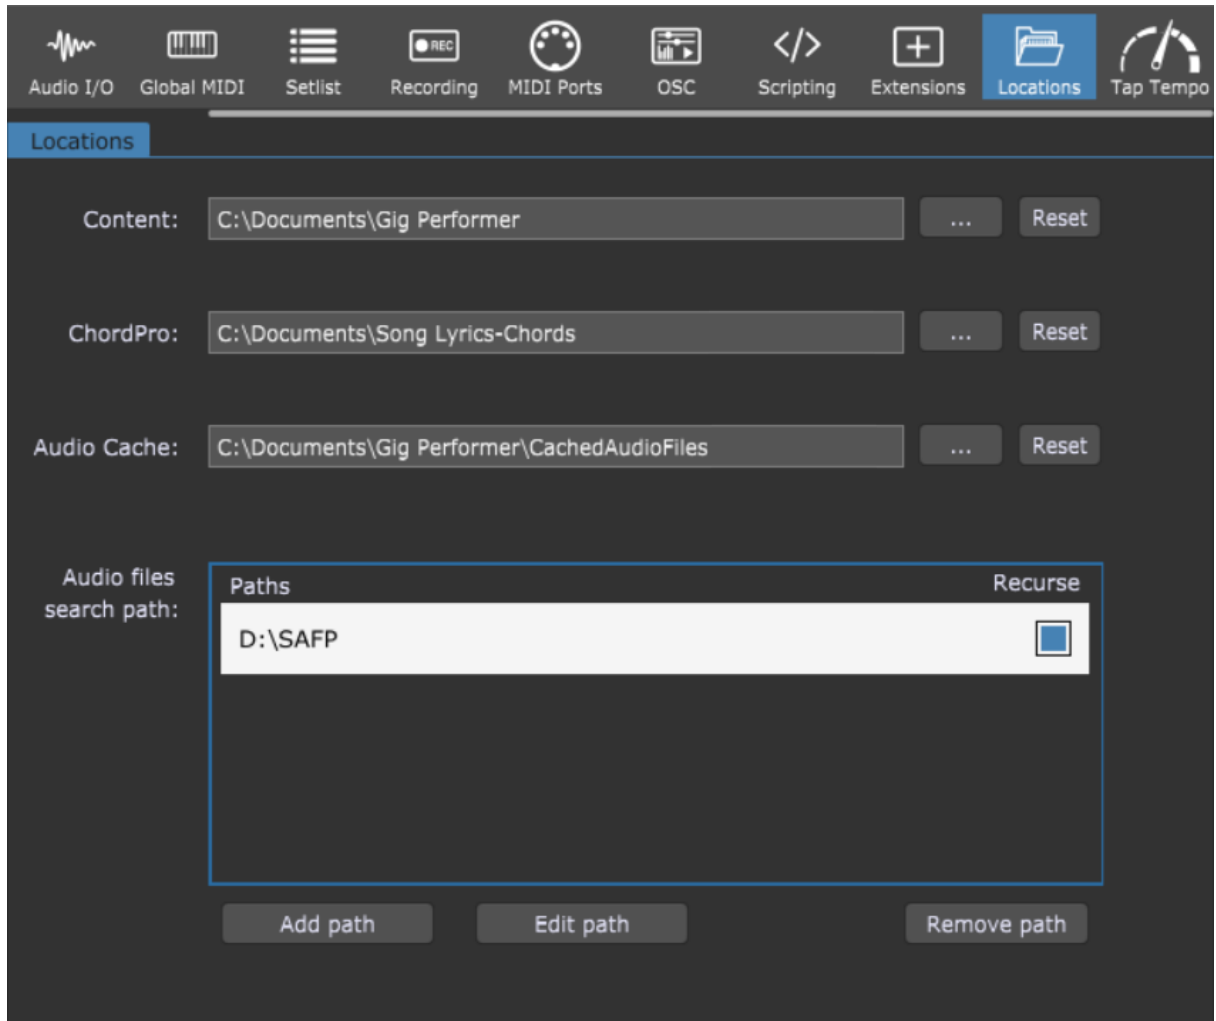 REC
Audio I/O Global MIDI Setlist Recording MIDI Ports OSC Scripting Extensions Locations Tap Tempo
Locations
Content: C:\Documents\Gig Performer ... Reset
ChordPro: C:\Documents\Song Lyrics-Chords ... Reset
Audio Cache: C:\Documents\Gig Performer\CachedAudioFiles ... Reset
Audio files
search path:
Paths Recurse
D:\SAFP
Add path Edit path Remove path